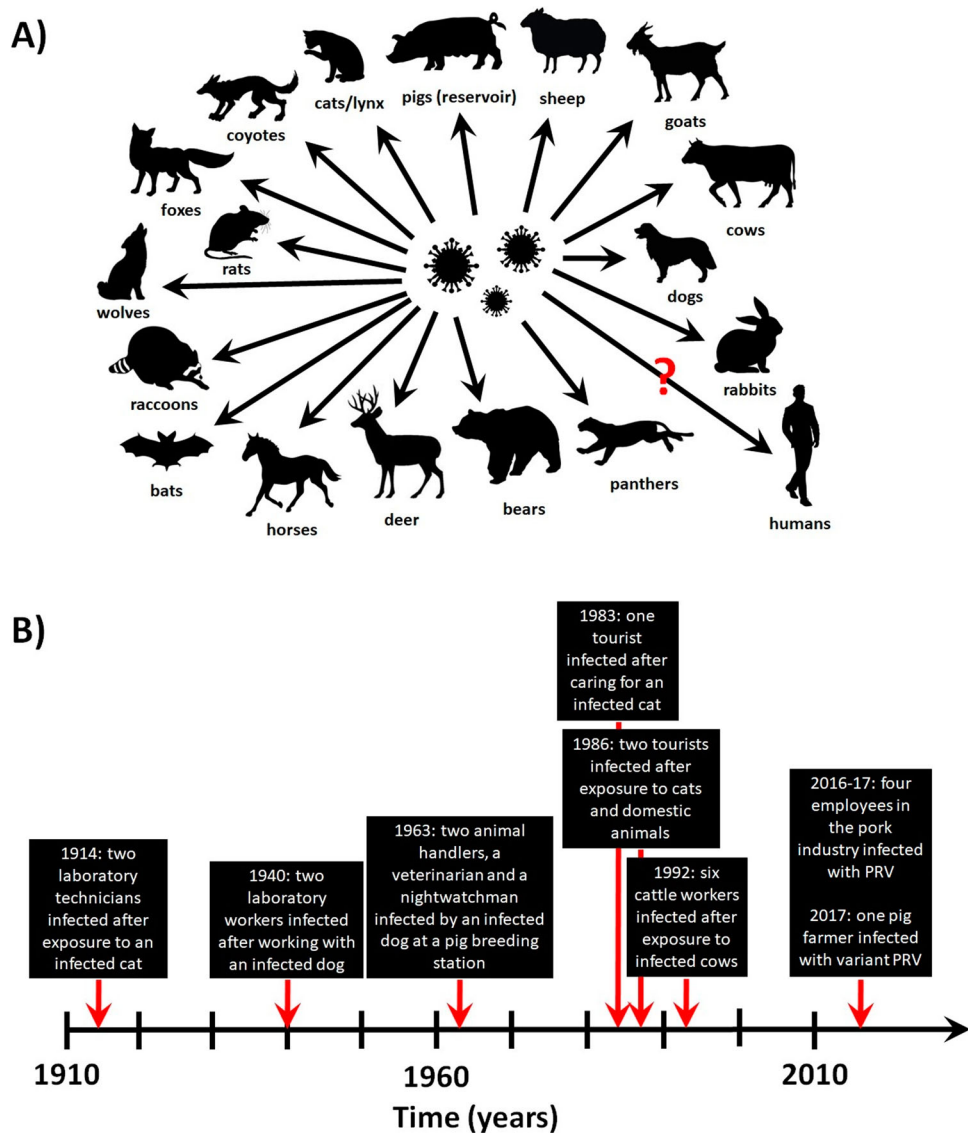 A)
cats/lynx
pigs (reservoir)
sheep
goats
coyotes
foxes
cows
rats
dogs
wolves
rabbits
raccoons
?
bats
horses
deer
bears
panthers
humans
B)
1983: one
tourist
infected after
caring for an
infected cat
1986: two tourists
infected after
exposure to cats
and domestic
animals
1914: two
laboratory
technicians
infected after
exposure to an
infected cat
1940: two
laboratory
workers infected
after working with
an infected dog
1963: two animal
handlers, a
veterinarian and a
nightwatchman
infected by an infected
dog at a pig breeding
station
1992: six
cattle workers
infected after
exposure to
infected cows
2016-17: four
employees in
the pork
industry infected
with PRV
2017: one pig
farmer infected
with variant PRV
1910
1960
2010
Time (years)